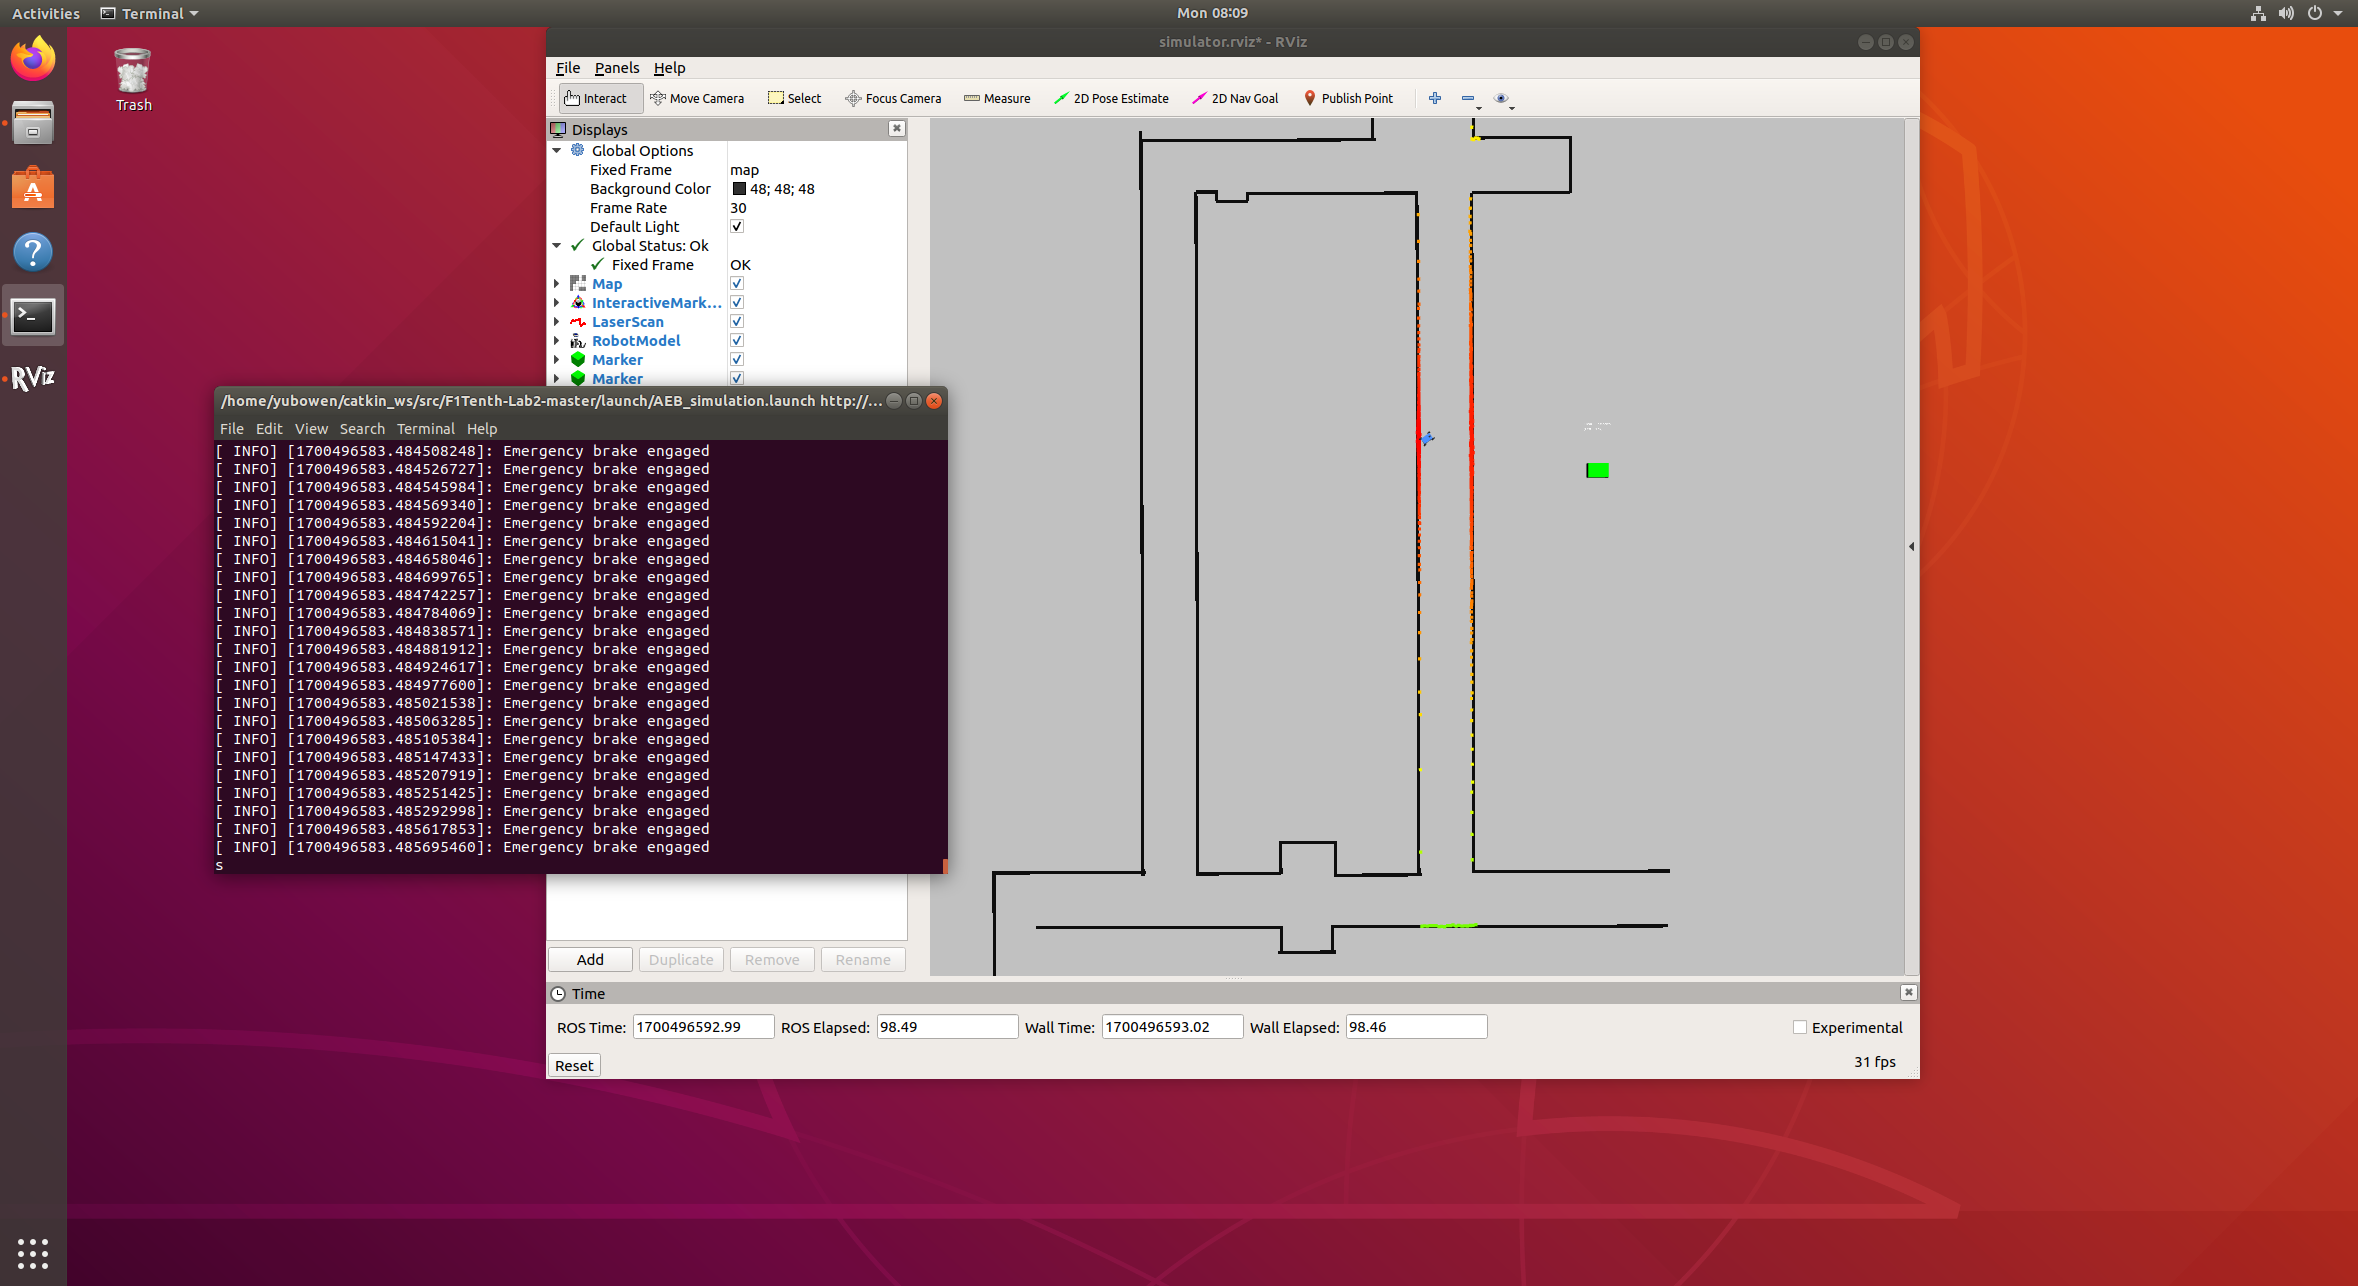 Activities
Terminal
Mon 08:09
Trash
RViz
simulator.rviz* - RViz
File Panels Help
Interact Move Camera Select Focus Camera Measure 2D Pose Estimate 2D Nav Goal Publish Point
Displays
Global Options
Fixed Frame map
Background Color 48; 48; 48
Frame Rate 30
Default Light
Global Status: Ok
Fixed Frame OK
Map
InteractiveMark...
LaserScan
RobotModel
Marker
Marker
/home/yubowen/catkin_ws/src/F1Tenth-Lab2-master/launch/AEB_simulation.launch http://...
File Edit View Search Terminal Help
[ INFO] [1700496583.484508248]: Emergency brake engaged
[ INFO] [1700496583.484526727]: Emergency brake engaged
[ INFO] [1700496583.484545984]: Emergency brake engaged
[ INFO] [1700496583.484569340]: Emergency brake engaged
[ INFO] [1700496583.484592204]: Emergency brake engaged
[ INFO] [1700496583.484615041]: Emergency brake engaged
[ INFO] [1700496583.484658046]: Emergency brake engaged
[ INFO] [1700496583.484699765]: Emergency brake engaged
[ INFO] [1700496583.484742257]: Emergency brake engaged
[ INFO] [1700496583.484784069]: Emergency brake engaged
[ INFO] [1700496583.484838571]: Emergency brake engaged
[ INFO] [1700496583.484881912]: Emergency brake engaged
[ INFO] [1700496583.484924617]: Emergency brake engaged
[ INFO] [1700496583.484977600]: Emergency brake engaged
[ INFO] [1700496583.485021538]: Emergency brake engaged
[ INFO] [1700496583.485063285]: Emergency brake engaged
[ INFO] [1700496583.485105384]: Emergency brake engaged
[ INFO] [1700496583.485147433]: Emergency brake engaged
[ INFO] [1700496583.485207919]: Emergency brake engaged
[ INFO] [1700496583.485251425]: Emergency brake engaged
[ INFO] [1700496583.485292998]: Emergency brake engaged
[ INFO] [1700496583.485617853]: Emergency brake engaged
[ INFO] [1700496583.485695460]: Emergency brake engaged
s
Add Duplicate Remove Rename
Time
ROS Time: 1700496592.99 ROS Elapsed: 98.49 Wall Time: 1700496593.02 Wall Elapsed: 98.46 Experimental
Reset
31 fps